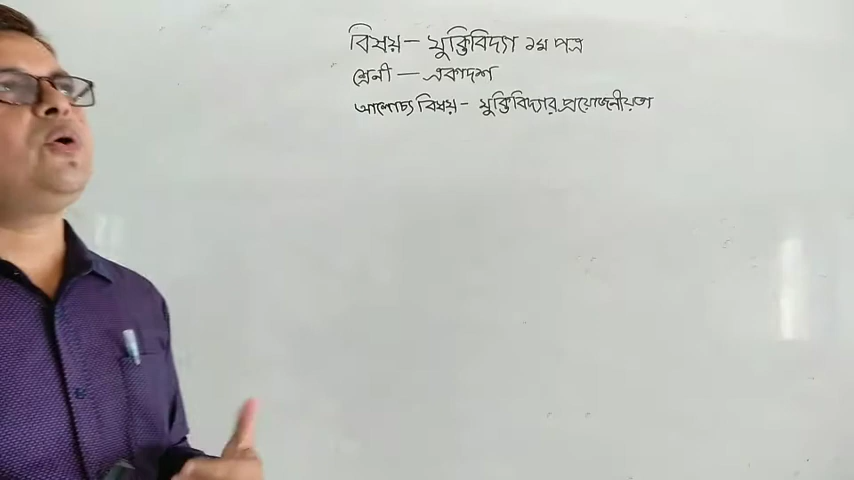 বিষয় - যুক্তিবিদ্যা ১ম পত্র
শ্রেনী - একাদশ
আলোচ্য বিষয় - যুক্তিবিদ্যার প্রয়োজনীয়তা